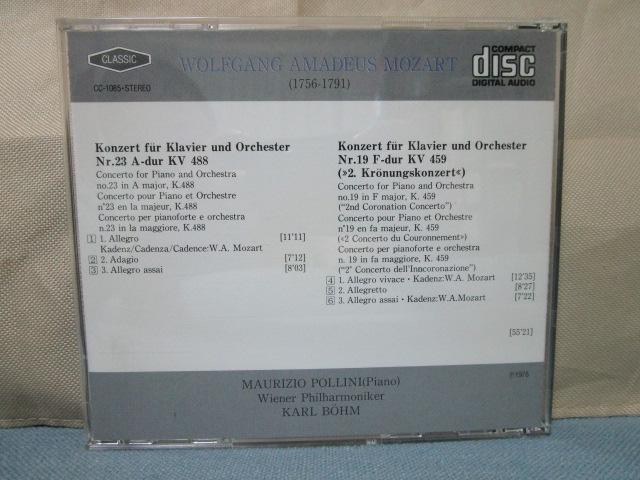 CLASSIC
CC-1085・STEREO
WOLFGANG AMADEUS MOZART
(1756-1791)
COMPACT
disc
DIGITAL AUDIO
Konzert für Klavier und Orchester
Nr.23 A-dur KV 488
Concerto for Piano and Orchestra
no.23 in A major, K.488
Concerto pour Piano et Orchestre
n°23 en la majeur, K.488
Concerto per pianoforte e orchestra
n.23 in la maggiore, K.488
1 1. Allegro [11'11]
Kadenz/Cadenza/Cadence:W.A. Mozart
2 2. Adagio [7'12]
3 3. Allegro assai [8'03]
Konzert für Klavier und Orchester
Nr.19 F-dur KV 459
(»2. Krönungskonzert«)
Concerto for Piano and Orchestra
no.19 in F major, K. 459
("2nd Coronation Concerto")
Concerto pour Piano et Orchestre
n°19 en fa majeur, K. 459
(«2 Concerto du Couronnement»)
Concerto per pianoforte e orchestra
n. 19 in fa maggiore, K. 459
("2° Concerto dell'Inncoronazione")
4 1. Allegro vivace・Kadenz:W.A. Mozart [12'35]
5 2. Allegretto [8'27]
6 3. Allegro assai・Kadenz:W.A.Mozart [7'22]
[55'21]
MAURIZIO POLLINI(Piano)
Wiener Philharmoniker
KARL BÖHM
℗1976